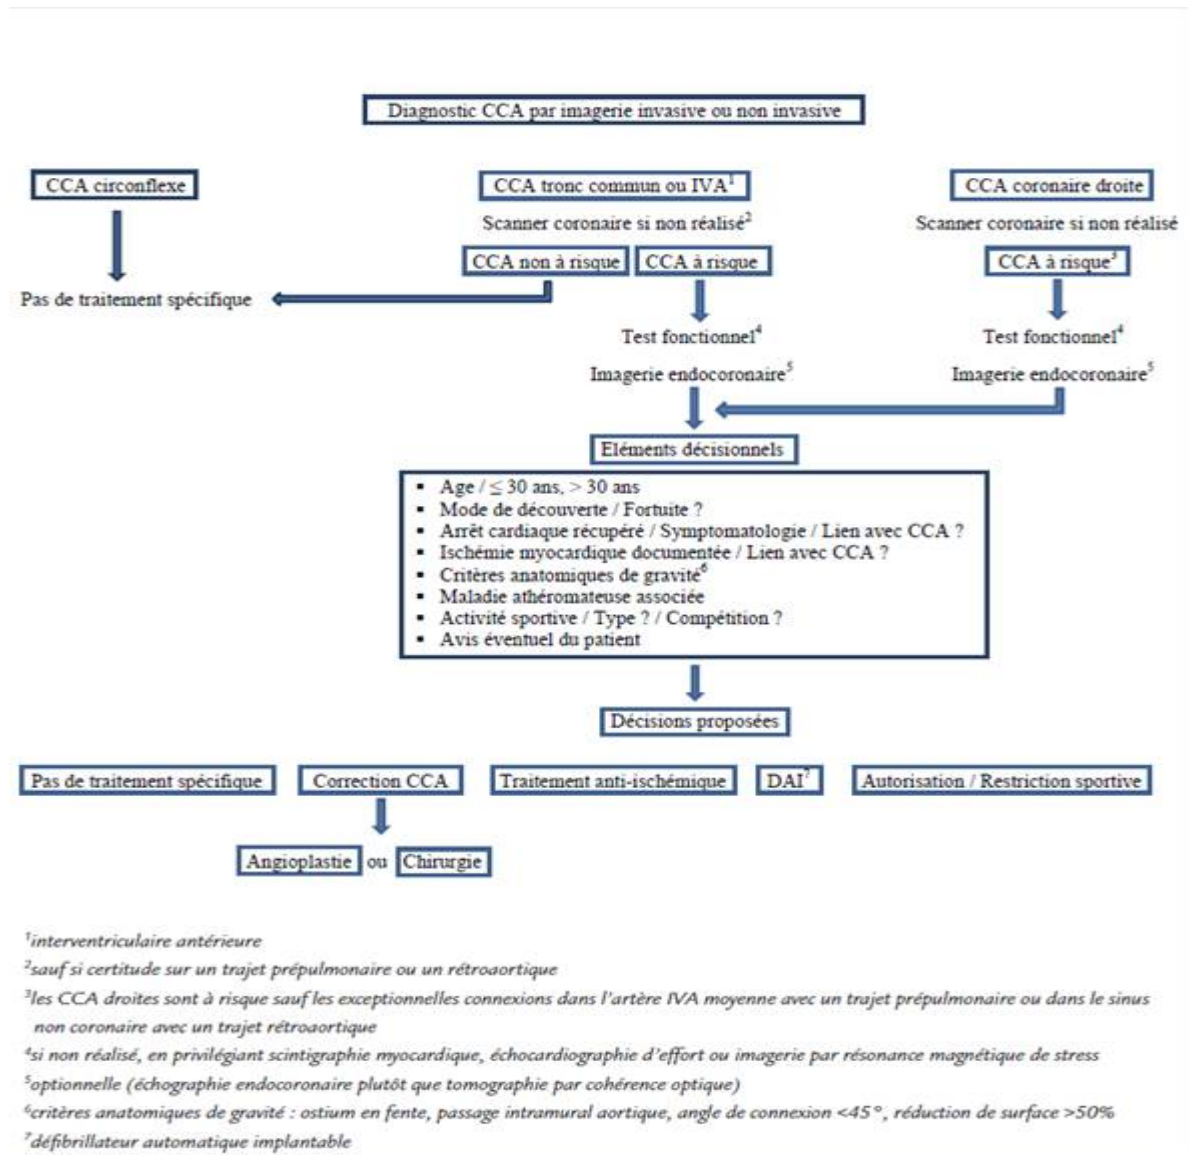 Diagnostic CCA par imagerie invasive ou non invasive
CCA circonflexe
CCA tronc commun ou IVA¹
CCA coronaire droite
Scanner coronaire si non réalisé²
Scanner coronaire si non réalisé
CCA non à risque
CCA à risque
CCA à risque³
Pas de traitement spécifique
Test fonctionnel⁴
Test fonctionnel⁴
Imagerie endocoronaire⁵
Imagerie endocoronaire⁵
Eléments décisionnels
▪ Age / ≤ 30 ans, > 30 ans
▪ Mode de découverte / Fortuite ?
▪ Arrêt cardiaque récupéré / Symptomatologie / Lien avec CCA ?
▪ Ischémie myocardique documentée / Lien avec CCA ?
▪ Critères anatomiques de gravité⁶
▪ Maladie athéromateuse associée
▪ Activité sportive / Type ? / Compétition ?
▪ Avis éventuel du patient
Décisions proposées
Pas de traitement spécifique
Correction CCA
Traitement anti-ischémique
DAI⁷
Autorisation / Restriction sportive
Angioplastie ou Chirurgie
¹interventriculaire antérieure
²sauf si certitude sur un trajet prépulmonaire ou un rétroaortique
³les CCA droites sont à risque sauf les exceptionnelles connexions dans l'artère IVA moyenne avec un trajet prépulmonaire ou dans le sinus
non coronaire avec un trajet rétroaortique
⁴si non réalisé, en privilégiant scintigraphie myocardique, échocardiographie d'effort ou imagerie par résonance magnétique de stress
⁵optionnelle (échographie endocoronaire plutôt que tomographie par cohérence optique)
⁶critères anatomiques de gravité : ostium en fente, passage intramural aortique, angle de connexion <45°, réduction de surface >50%
⁷défibrillateur automatique implantable